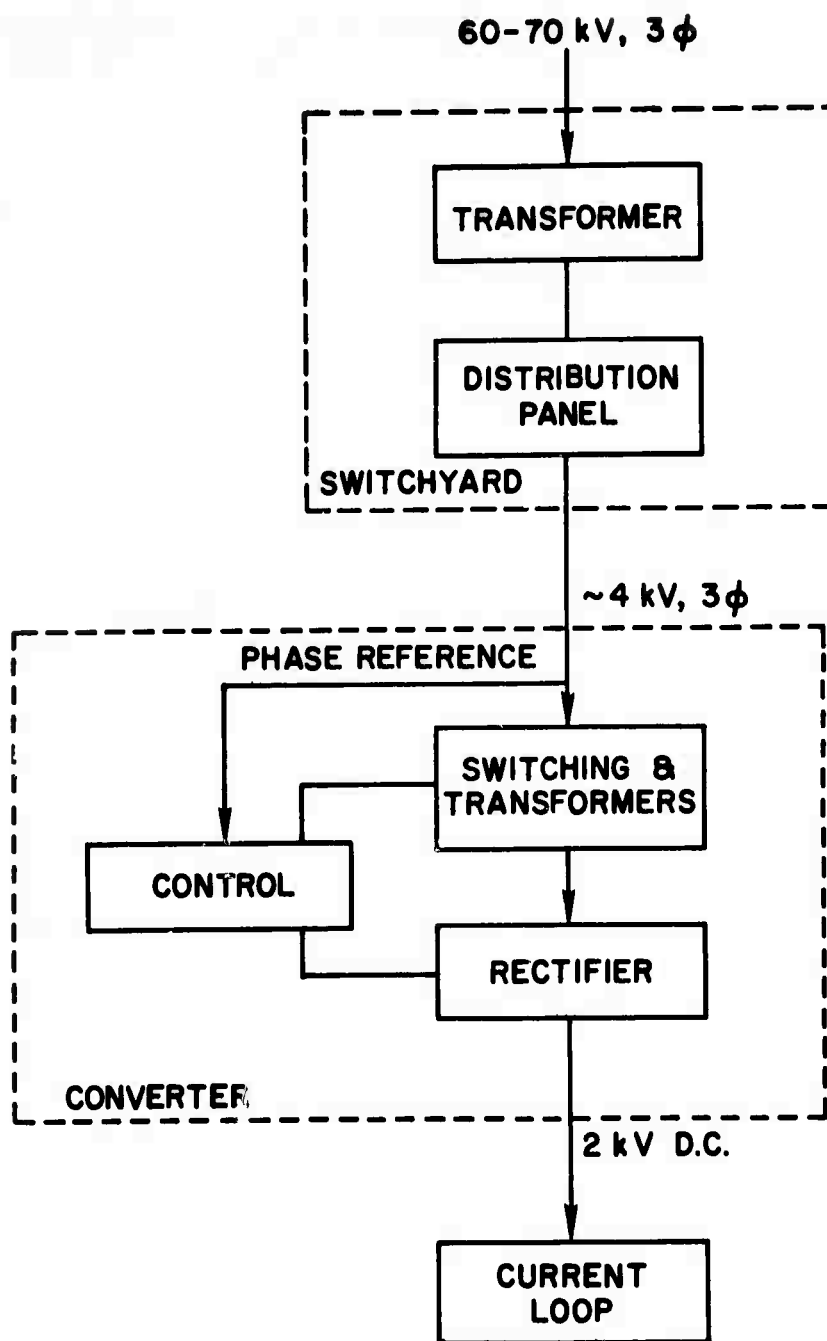 60-70 kV, 3ϕ
TRANSFORMER
DISTRIBUTION
PANEL
SWITCHYARD
~4 kV, 3ϕ
PHASE REFERENCE
SWITCHING &
TRANSFORMERS
CONTROL
RECTIFIER
CONVERTER
2 kV D.C.
CURRENT
LOOP